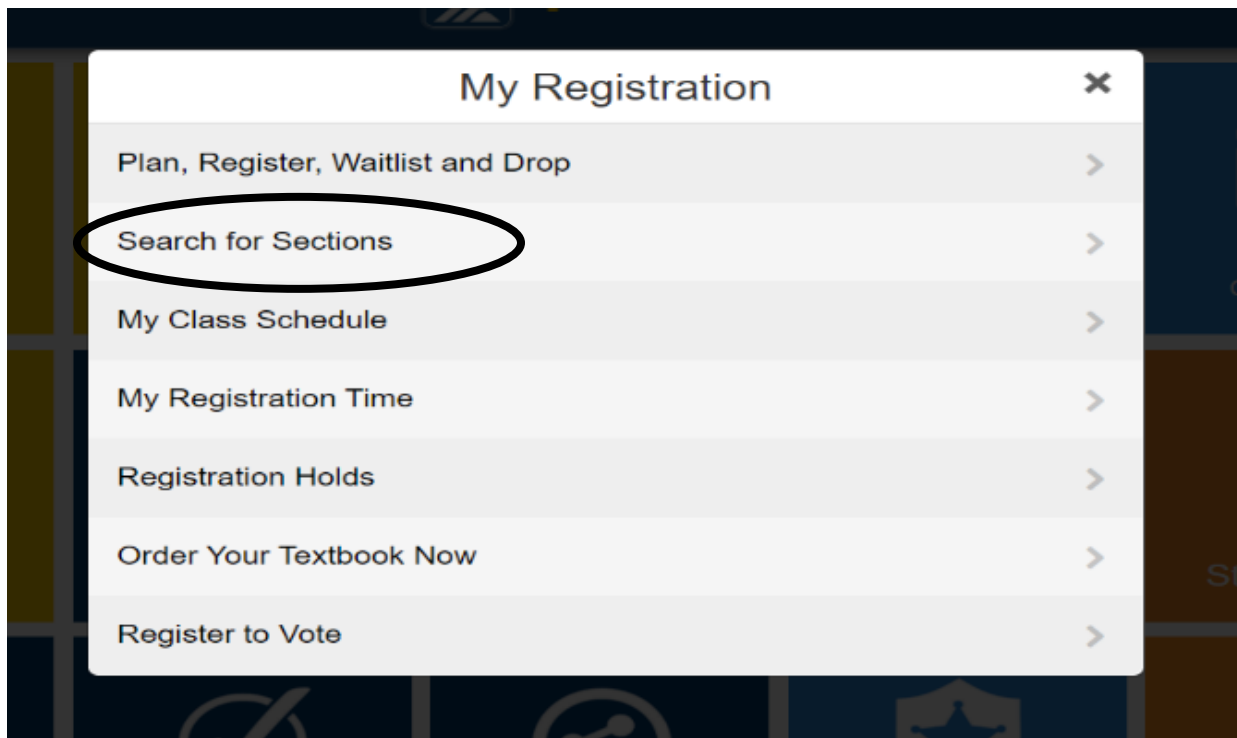 My Registration
Plan, Register, Waitlist and Drop
Search for Sections
My Class Schedule
My Registration Time
Registration Holds
Order Your Textbook Now
Register to Vote